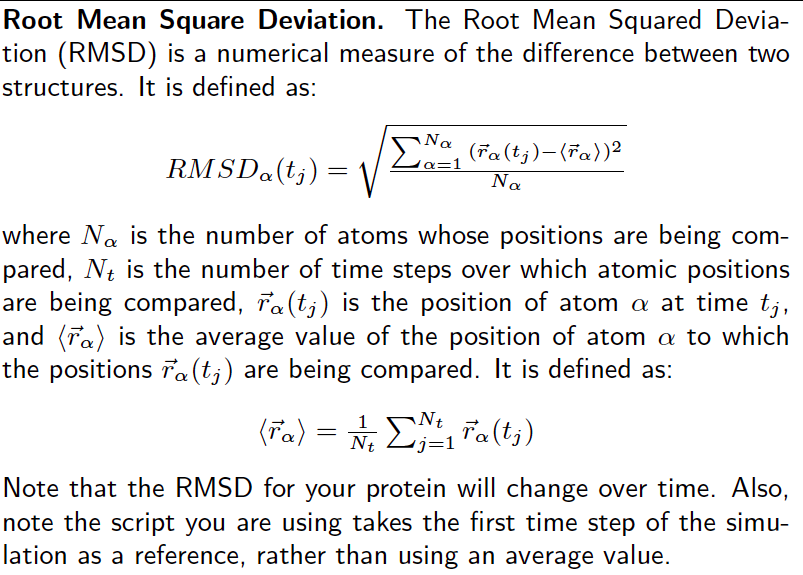 Root Mean Square Deviation. The Root Mean Squared Devia-
tion (RMSD) is a numerical measure of the difference between two
structures. It is defined as:
$RMSD_{\alpha}(t_j) = \sqrt{\frac{\sum_{\alpha=1}^{N_{\alpha}} (\vec{r}_{\alpha}(t_j) - \langle \vec{r}_{\alpha} \rangle)^2}{N_{\alpha}}}$
where $N_{\alpha}$ is the number of atoms whose positions are being com-
pared, $N_t$ is the number of time steps over which atomic positions
are being compared, $\vec{r}_{\alpha}(t_j)$ is the position of atom $\alpha$ at time $t_j$,
and $\langle \vec{r}_{\alpha} \rangle$ is the average value of the position of atom $\alpha$ to which
the positions $\vec{r}_{\alpha}(t_j)$ are being compared. It is defined as:
$\langle \vec{r}_{\alpha} \rangle = \frac{1}{N_t} \sum_{j=1}^{N_t} \vec{r}_{\alpha}(t_j)$
Note that the RMSD for your protein will change over time. Also,
note the script you are using takes the first time step of the simu-
lation as a reference, rather than using an average value.